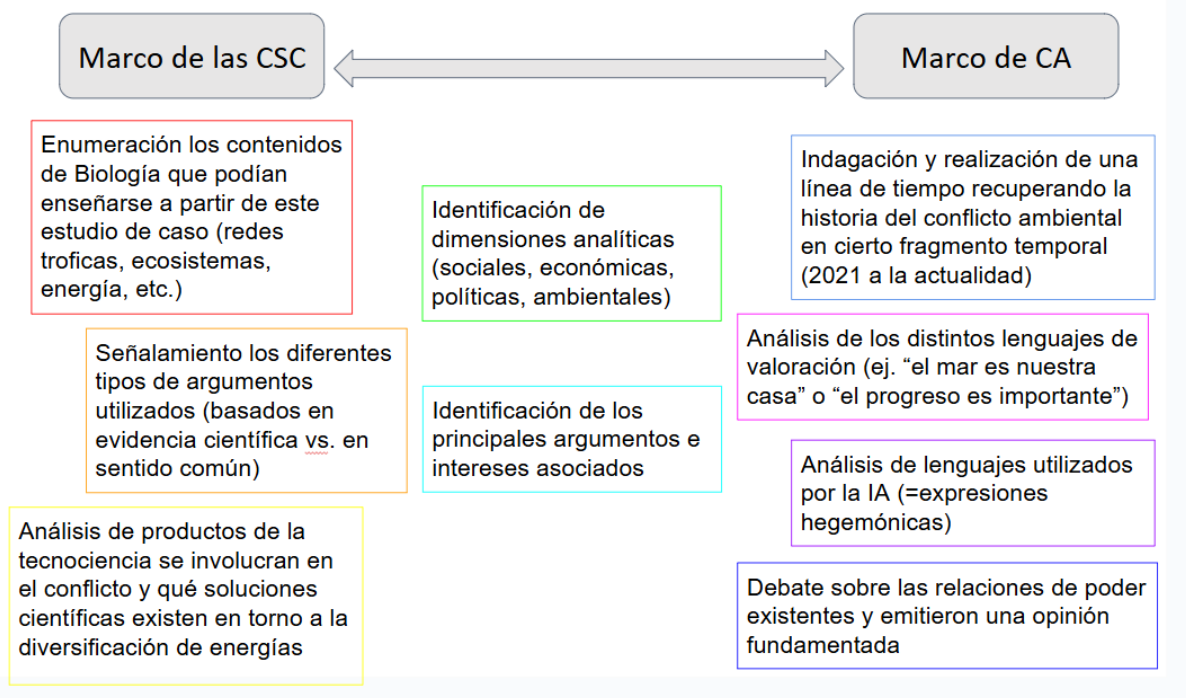 Marco de las CSC
Marco de CA
Enumeración los contenidos
de Biología que podían
enseñarse a partir de este
estudio de caso (redes
troficas, ecosistemas,
energía, etc.)
Señalamiento los diferentes
tipos de argumentos
utilizados (basados en
evidencia científica vs. en
sentido común)
Análisis de productos de la
tecnociencia se involucran en
el conflicto y qué soluciones
científicas existen en torno a la
diversificación de energías
Identificación de
dimensiones analíticas
(sociales, económicas,
políticas, ambientales)
Identificación de los
principales argumentos e
intereses asociados
Indagación y realización de una
línea de tiempo recuperando la
historia del conflicto ambiental
en cierto fragmento temporal
(2021 a la actualidad)
Análisis de los distintos lenguajes de
valoración (ej. “el mar es nuestra
casa” o “el progreso es importante”)
Análisis de lenguajes utilizados
por la IA (=expresiones
hegemónicas)
Debate sobre las relaciones de poder
existentes y emitieron una opinión
fundamentada